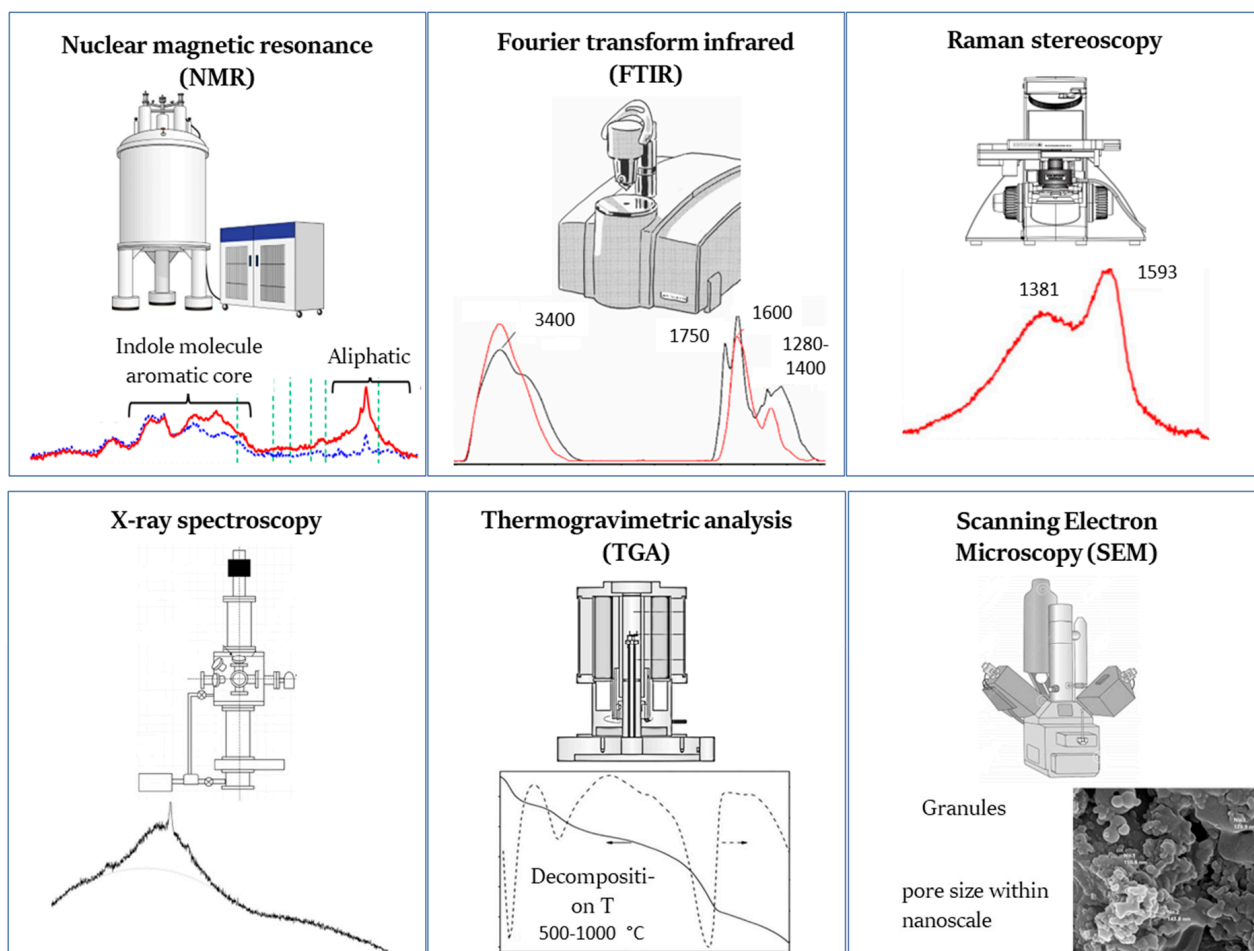 Nuclear magnetic resonance
(NMR)
Indole molecule
aromatic core
Aliphatic
Fourier transform infrared
(FTIR)
3400
1750
1600
1280-
1400
Raman stereoscopy
1381
1593
X-ray spectroscopy
Thermogravimetric analysis
(TGA)
Decompositi-
on T
500-1000 °C
Scanning Electron
Microscopy (SEM)
Granules
pore size within
nanoscale